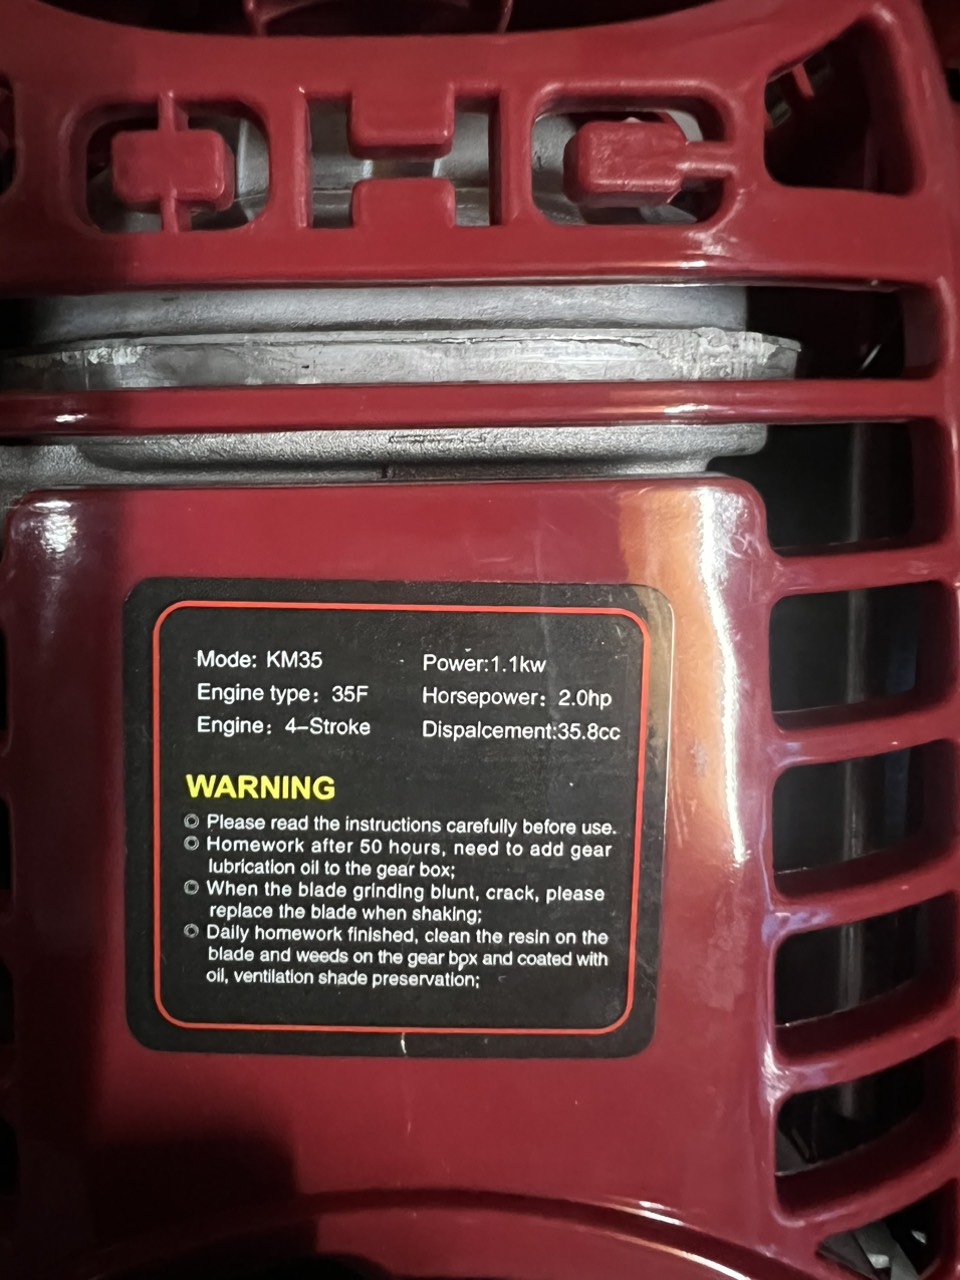 OHC
Mode: KM35
Power:1.1kw
Engine type: 35F
Horsepower: 2.0hp
Engine: 4-Stroke
Dispalcement:35.8cc
WARNING
Please read the instructions carefully before use.
Homework after 50 hours, need to add gear
lubrication oil to the gear box;
When the blade grinding blunt, crack, please
replace the blade when shaking;
Daily homework finished, clean the resin on the
blade and weeds on the gear box and coated with
oil, ventilation shade preservation;